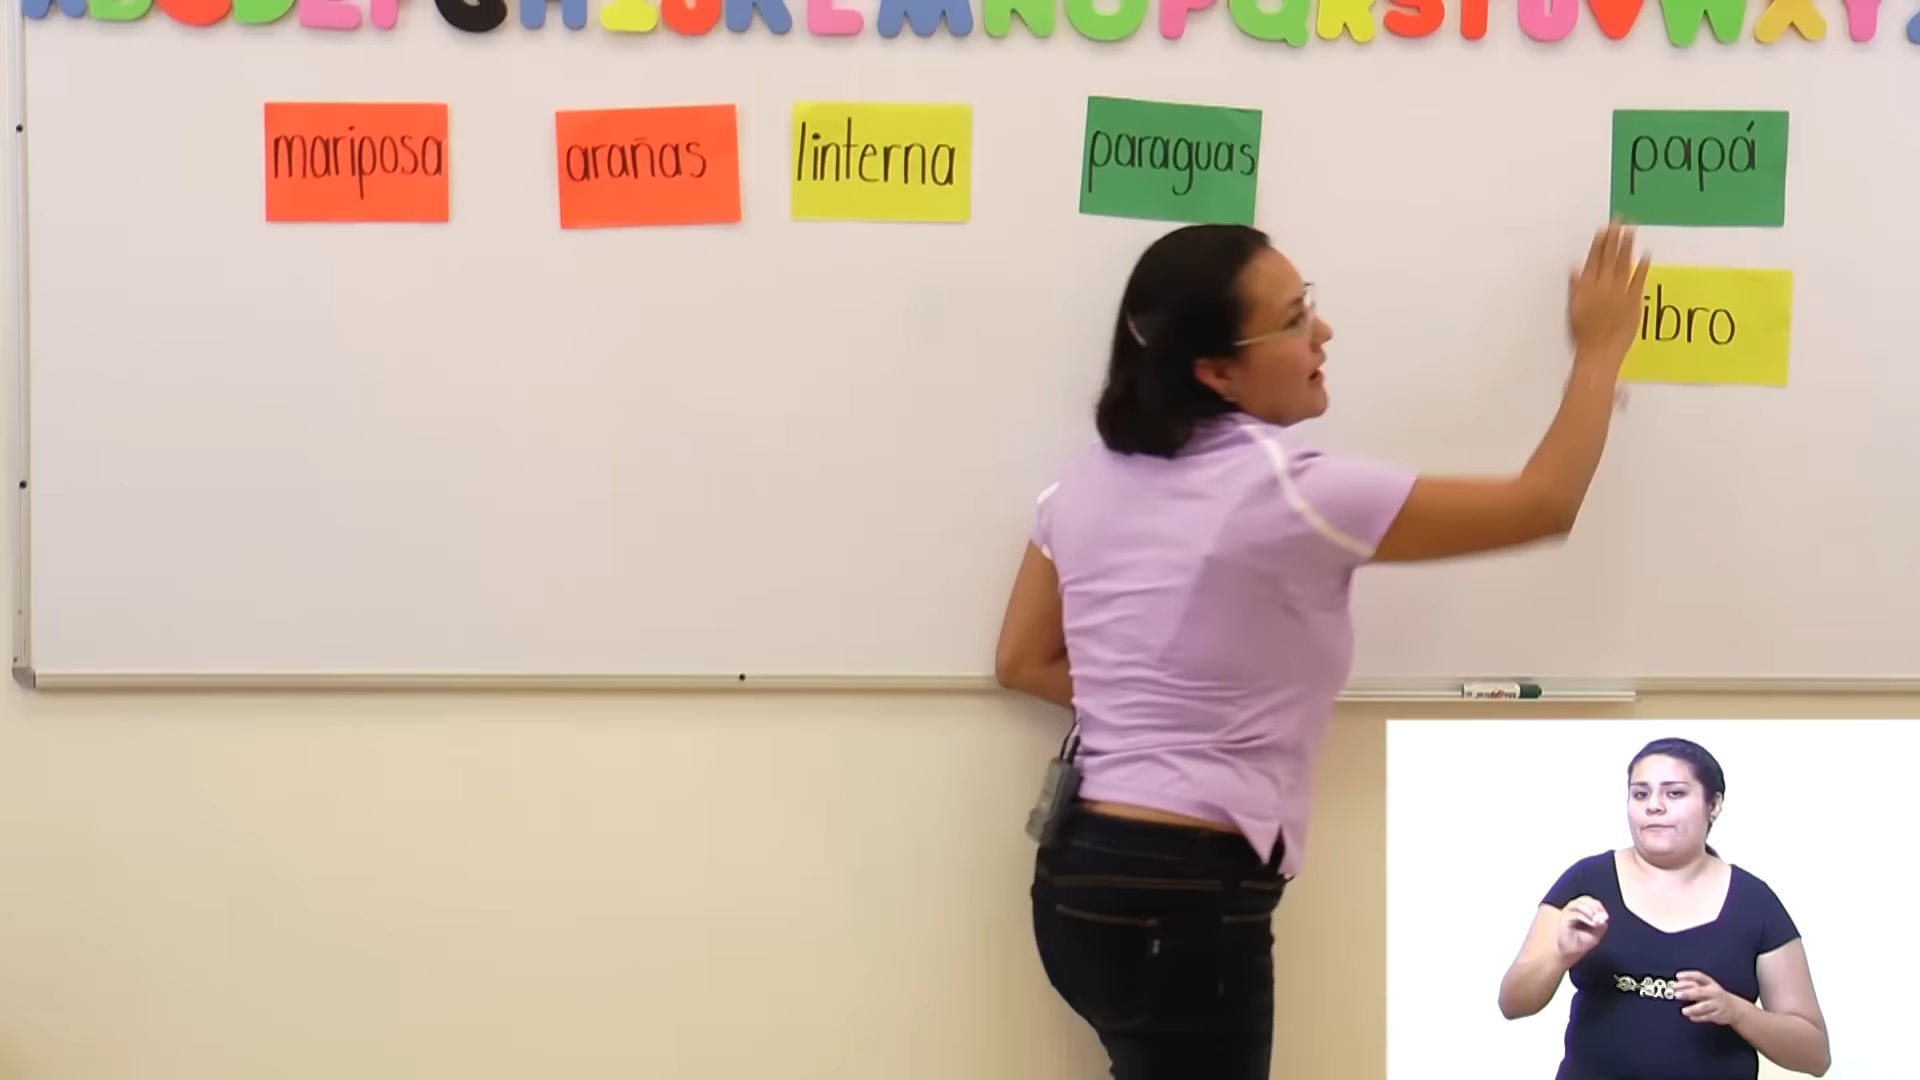 A B C D E F G H I J K L M N O P Q R S T U V W X Y
mariposa
arañas
linterna
paraguas
papá
ibro